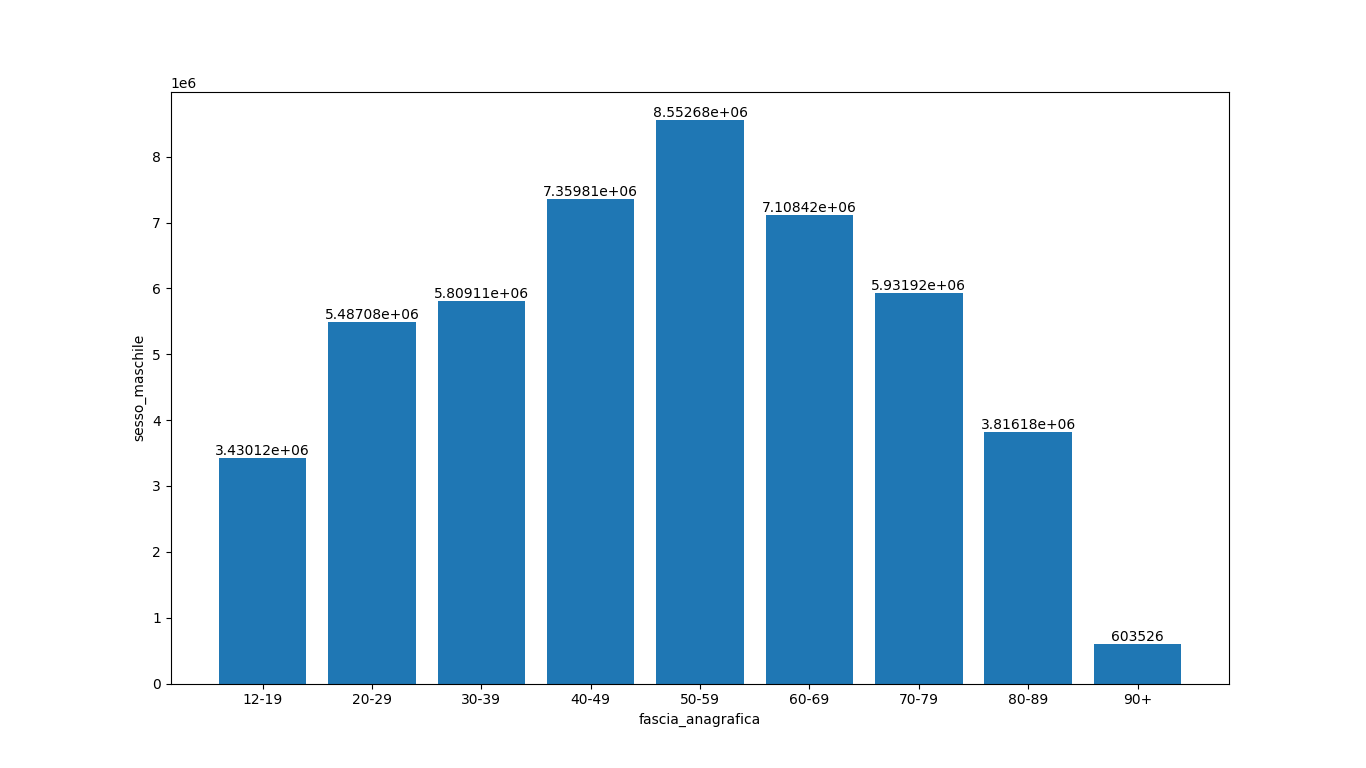 1e6
8.55268e+06
8
7.35981e+06
7.10842e+06
7
5.93192e+06
6
5.80911e+06
5.48708e+06
5
sesso_maschile
4
3.81618e+06
3.43012e+06
3
2
1
603526
0
12-19 20-29 30-39 40-49 50-59 60-69 70-79 80-89 90+
fascia_anagrafica